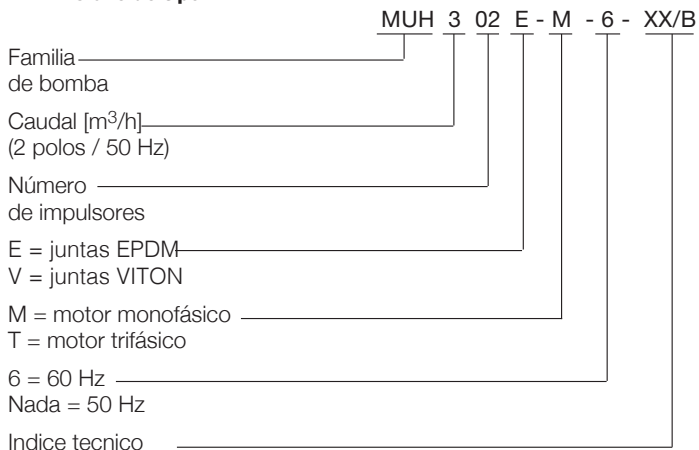 MUH 3 02 E - M - 6 - XX/B
Familia
de bomba
Caudal [m³/h]
(2 polos / 50 Hz)
Número
de impulsores
E = juntas EPDM
V = juntas VITON
M = motor monofásico
T = motor trifásico
6 = 60 Hz
Nada = 50 Hz
Indice tecnico